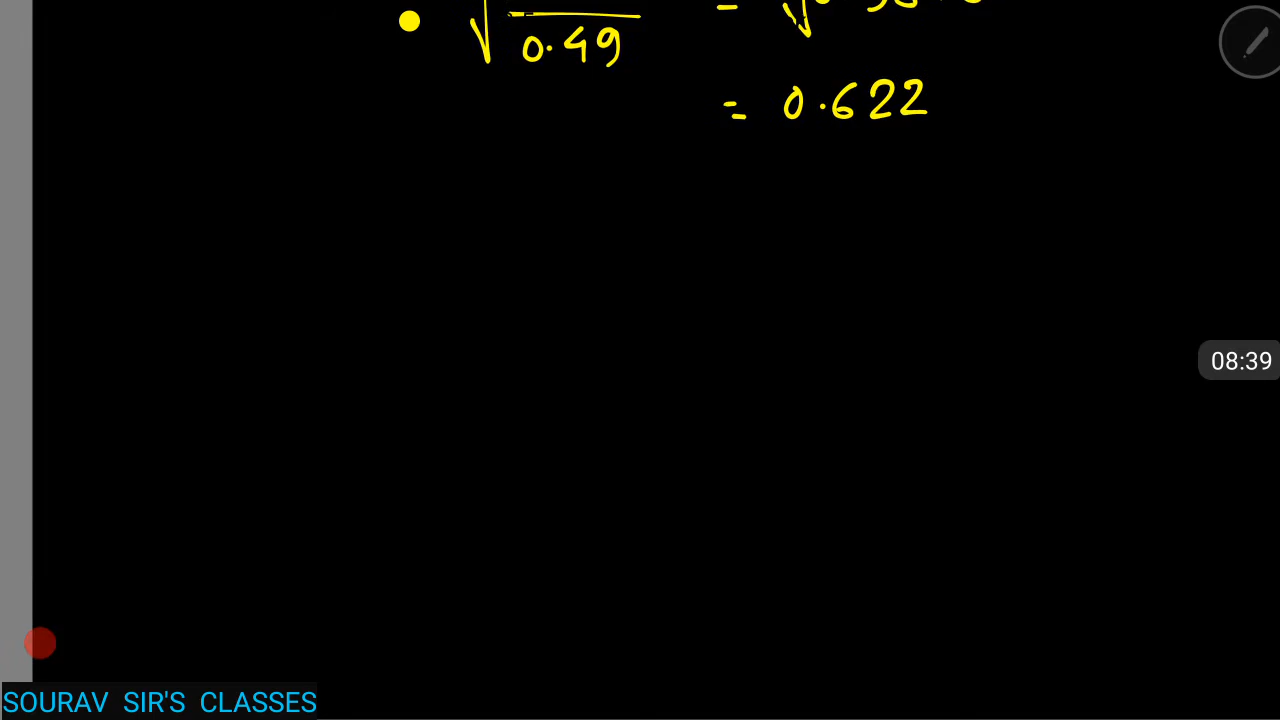 √ 0.49 = √
= 0.622
08:39
SOURAV SIR'S CLASSES